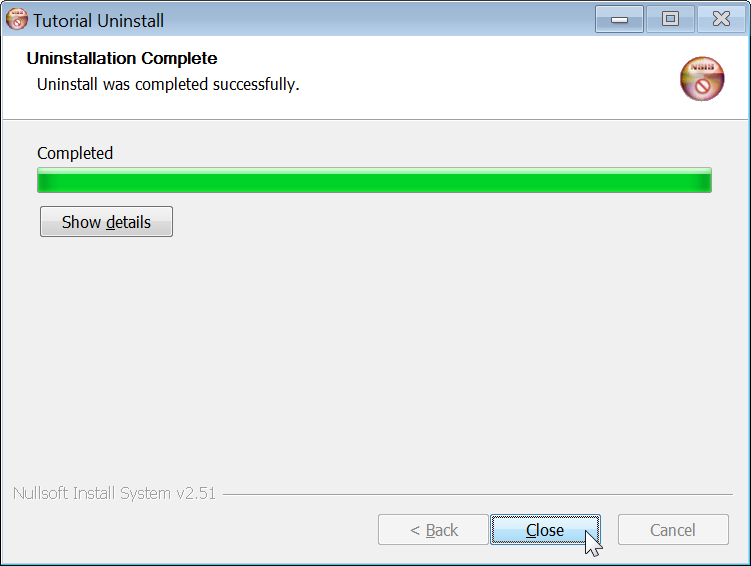 Tutorial Uninstall
Uninstallation Complete
Uninstall was completed successfully.
Completed
Show details
Nullsoft Install System v2.51
< Back
Close
Cancel